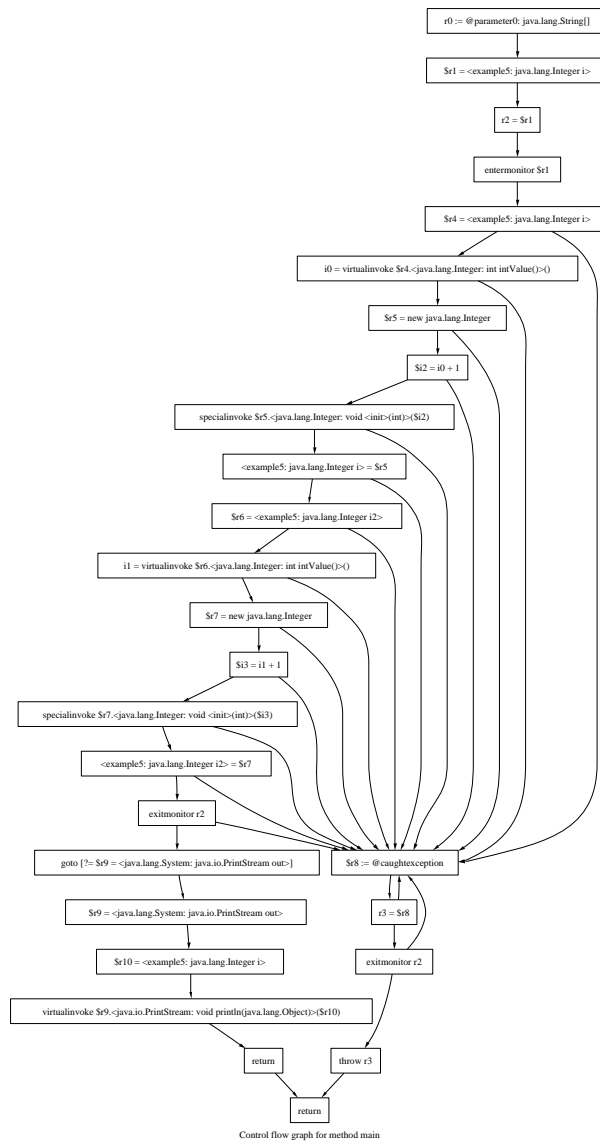 r0 := @parameter0: java.lang.String[]
$r1 = <example5: java.lang.Integer i>
r2 = $r1
entermonitor $r1
$r4 = <example5: java.lang.Integer i>
i0 = virtualinvoke $r4.<java.lang.Integer: int intValue()>()
$r5 = new java.lang.Integer
$i2 = i0 + 1
specialinvoke $r5.<java.lang.Integer: void <init>(int)>($i2)
<example5: java.lang.Integer i> = $r5
$r6 = <example5: java.lang.Integer i2>
i1 = virtualinvoke $r6.<java.lang.Integer: int intValue()>()
$r7 = new java.lang.Integer
$i3 = i1 + 1
specialinvoke $r7.<java.lang.Integer: void <init>(int)>($i3)
<example5: java.lang.Integer i2> = $r7
exitmonitor r2
goto [?= $r9 = <java.lang.System: java.io.PrintStream out>]
$r8 := @caughtexception
$r9 = <java.lang.System: java.io.PrintStream out>
r3 = $r8
$r10 = <example5: java.lang.Integer i>
exitmonitor r2
virtualinvoke $r9.<java.io.PrintStream: void println(java.lang.Object)>($r10)
return
throw r3
return
Control flow graph for method main